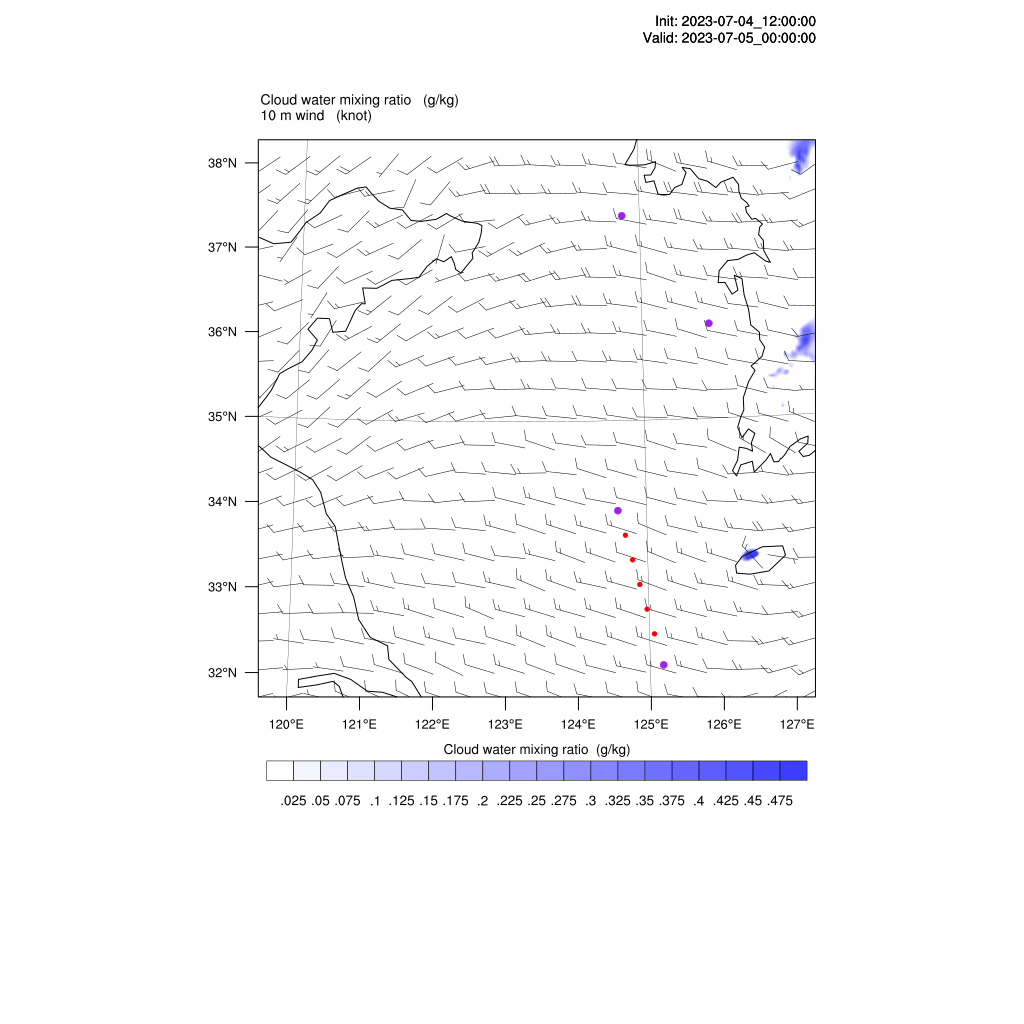 Init: 2023-07-04_12:00:00
Valid: 2023-07-05_00:00:00
Cloud water mixing ratio (g/kg)
10 m wind (knot)
38°N
37°N
36°N
35°N
34°N
33°N
32°N
120°E 121°E 122°E 123°E 124°E 125°E 126°E 127°E
Cloud water mixing ratio (g/kg)
.025 .05 .075 .1 .125 .15 .175 .2 .225 .25 .275 .3 .325 .35 .375 .4 .425 .45 .475